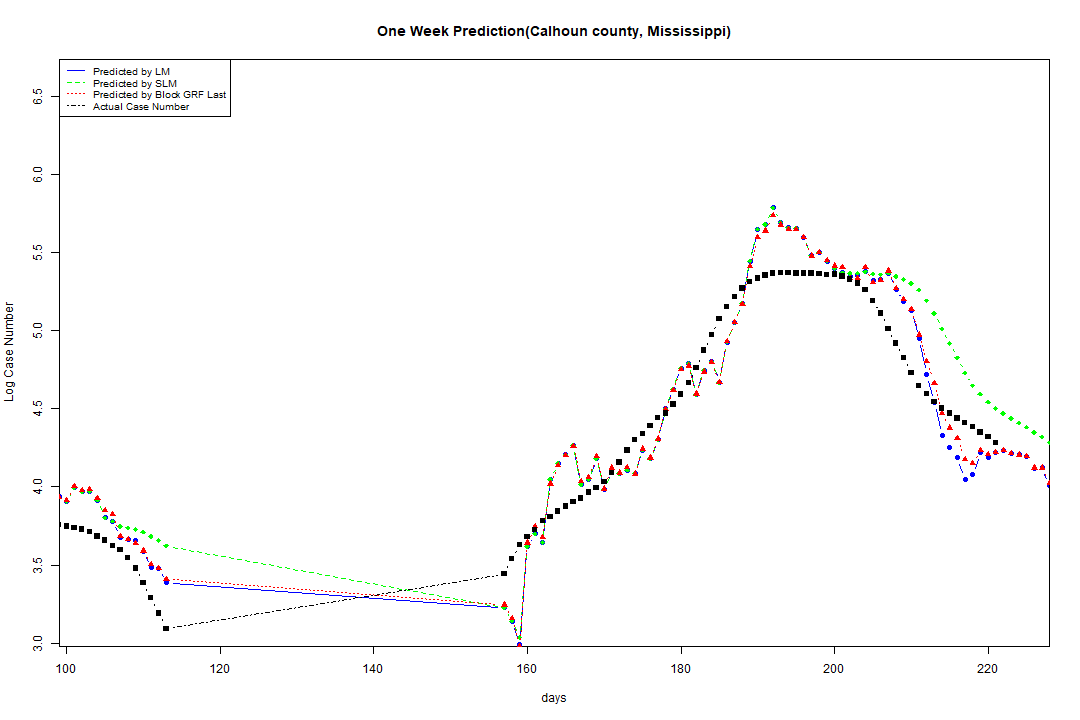 One Week Prediction(Calhoun county, Mississippi)
Predicted by LM
Predicted by SLM
Predicted by Block GRF Last
Actual Case Number
Log Case Number
6.5
6.0
5.5
5.0
4.5
4.0
3.5
3.0
100 120 140 160 180 200 220
days